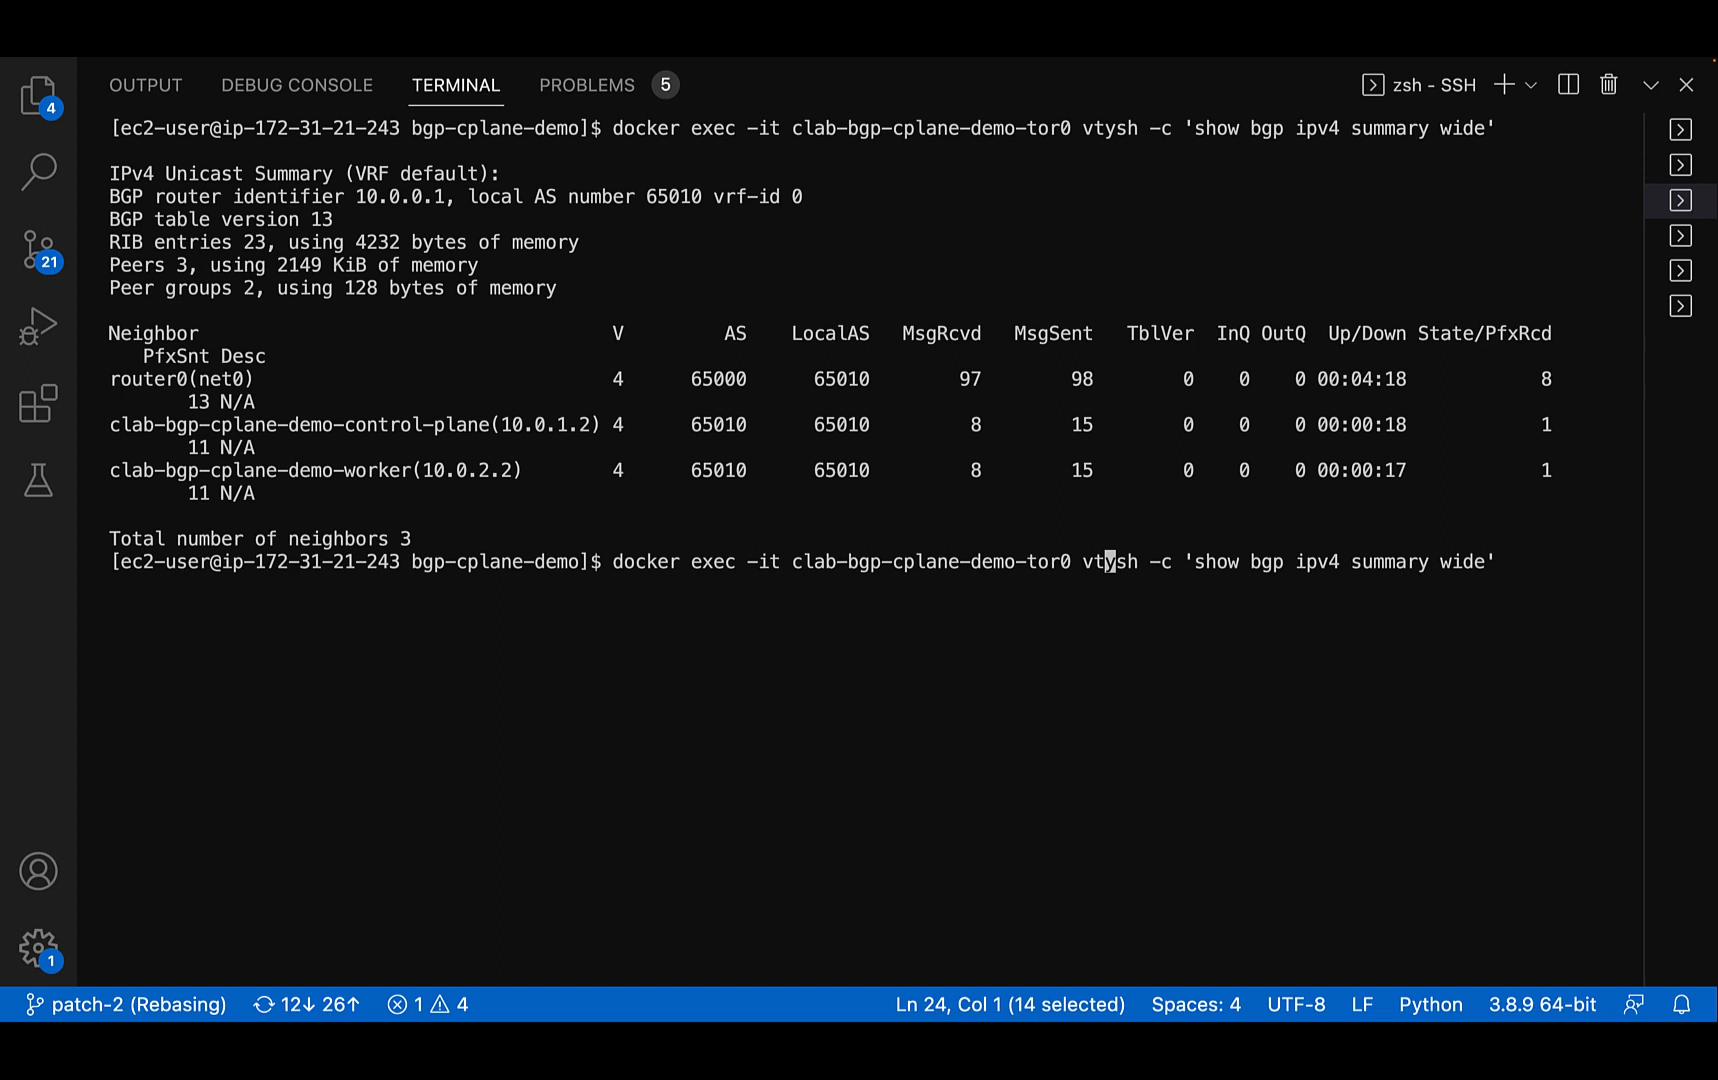 OUTPUT DEBUG CONSOLE TERMINAL PROBLEMS 5 zsh - SSH
4
21
1
[ec2-user@ip-172-31-21-243 bgp-cplane-demo]$ docker exec -it clab-bgp-cplane-demo-tor0 vtysh -c 'show bgp ipv4 summary wide'
IPv4 Unicast Summary (VRF default):
BGP router identifier 10.0.0.1, local AS number 65010 vrf-id 0
BGP table version 13
RIB entries 23, using 4232 bytes of memory
Peers 3, using 2149 KiB of memory
Peer groups 2, using 128 bytes of memory
Neighbor V AS LocalAS MsgRcvd MsgSent TblVer InQ OutQ Up/Down State/PfxRcd
PfxSnt Desc
router0(net0) 4 65000 65010 97 98 0 0 0 00:04:18 8
13 N/A
clab-bgp-cplane-demo-control-plane(10.0.1.2) 4 65010 65010 8 15 0 0 0 00:00:18 1
11 N/A
clab-bgp-cplane-demo-worker(10.0.2.2) 4 65010 65010 8 15 0 0 0 00:00:17 1
11 N/A
Total number of neighbors 3
[ec2-user@ip-172-31-21-243 bgp-cplane-demo]$ docker exec -it clab-bgp-cplane-demo-tor0 vtysh -c 'show bgp ipv4 summary wide'
patch-2 (Rebasing) 12↓ 26↑ 1 4 Ln 24, Col 1 (14 selected) Spaces: 4 UTF-8 LF Python 3.8.9 64-bit